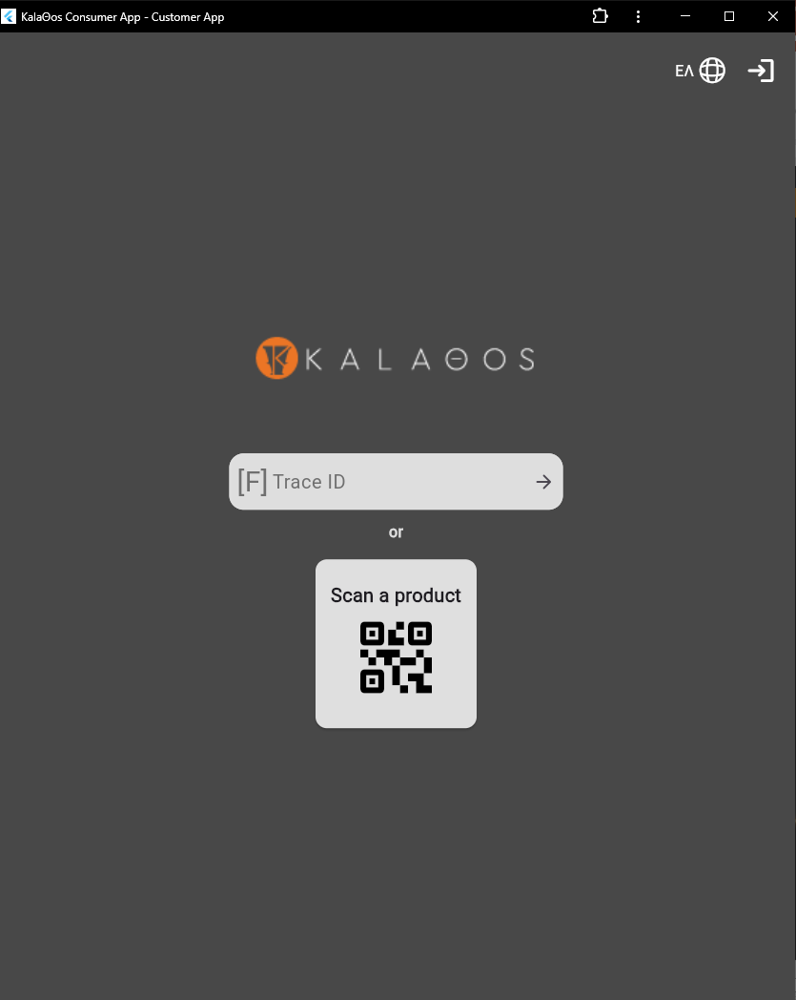 KalaΘos Consumer App - Customer App
ΕΛ
KALAΘOS
[F] Trace ID
or
Scan a product